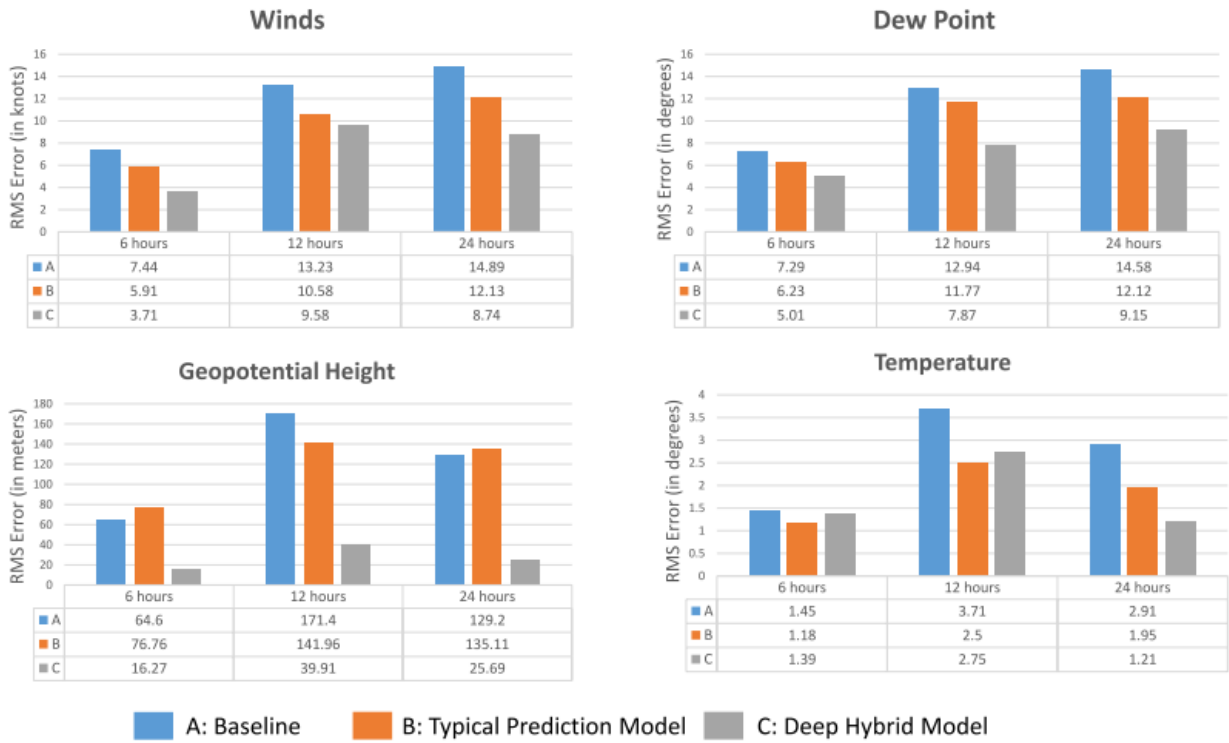 Winds
RMS Error (in knots)
16
14
12
10
8
6
4
2
0
6 hours 12 hours 24 hours
A 7.44 13.23 14.89
B 5.91 10.58 12.13
C 3.71 9.58 8.74
Dew Point
RMS Error (in degrees)
16
14
12
10
8
6
4
2
0
6 hours 12 hours 24 hours
A 7.29 12.94 14.58
B 6.23 11.77 12.12
C 5.01 7.87 9.15
Geopotential Height
RMS Error (in meters)
180
160
140
120
100
80
60
40
20
0
6 hours 12 hours 24 hours
A 64.6 171.4 129.2
B 76.76 141.96 135.11
C 16.27 39.91 25.69
Temperature
RMS Error (in degrees)
4
3.5
3
2.5
2
1.5
1
0.5
0
6 hours 12 hours 24 hours
A 1.45 3.71 2.91
B 1.18 2.5 1.95
C 1.39 2.75 1.21
A: Baseline B: Typical Prediction Model C: Deep Hybrid Model